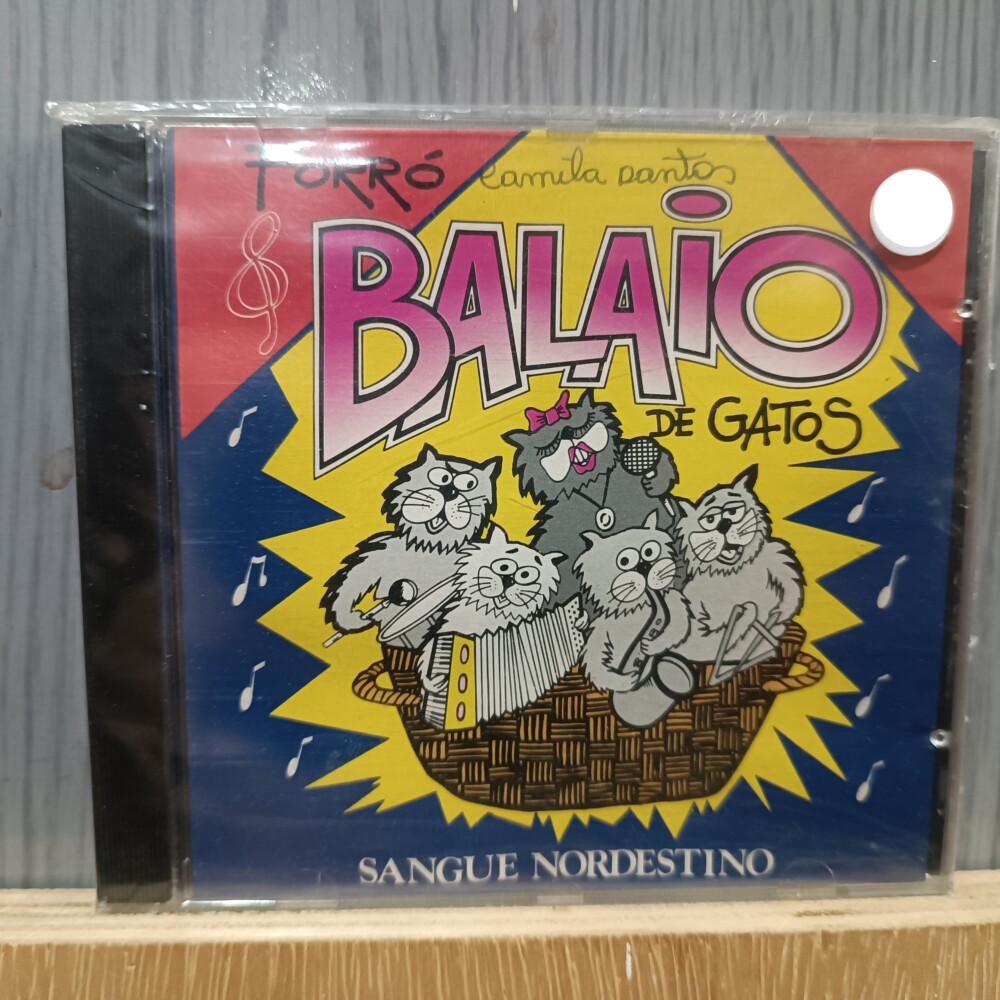 FORRÓ Camila Santos
BALAIO
DE GATOS
SANGUE NORDESTINO